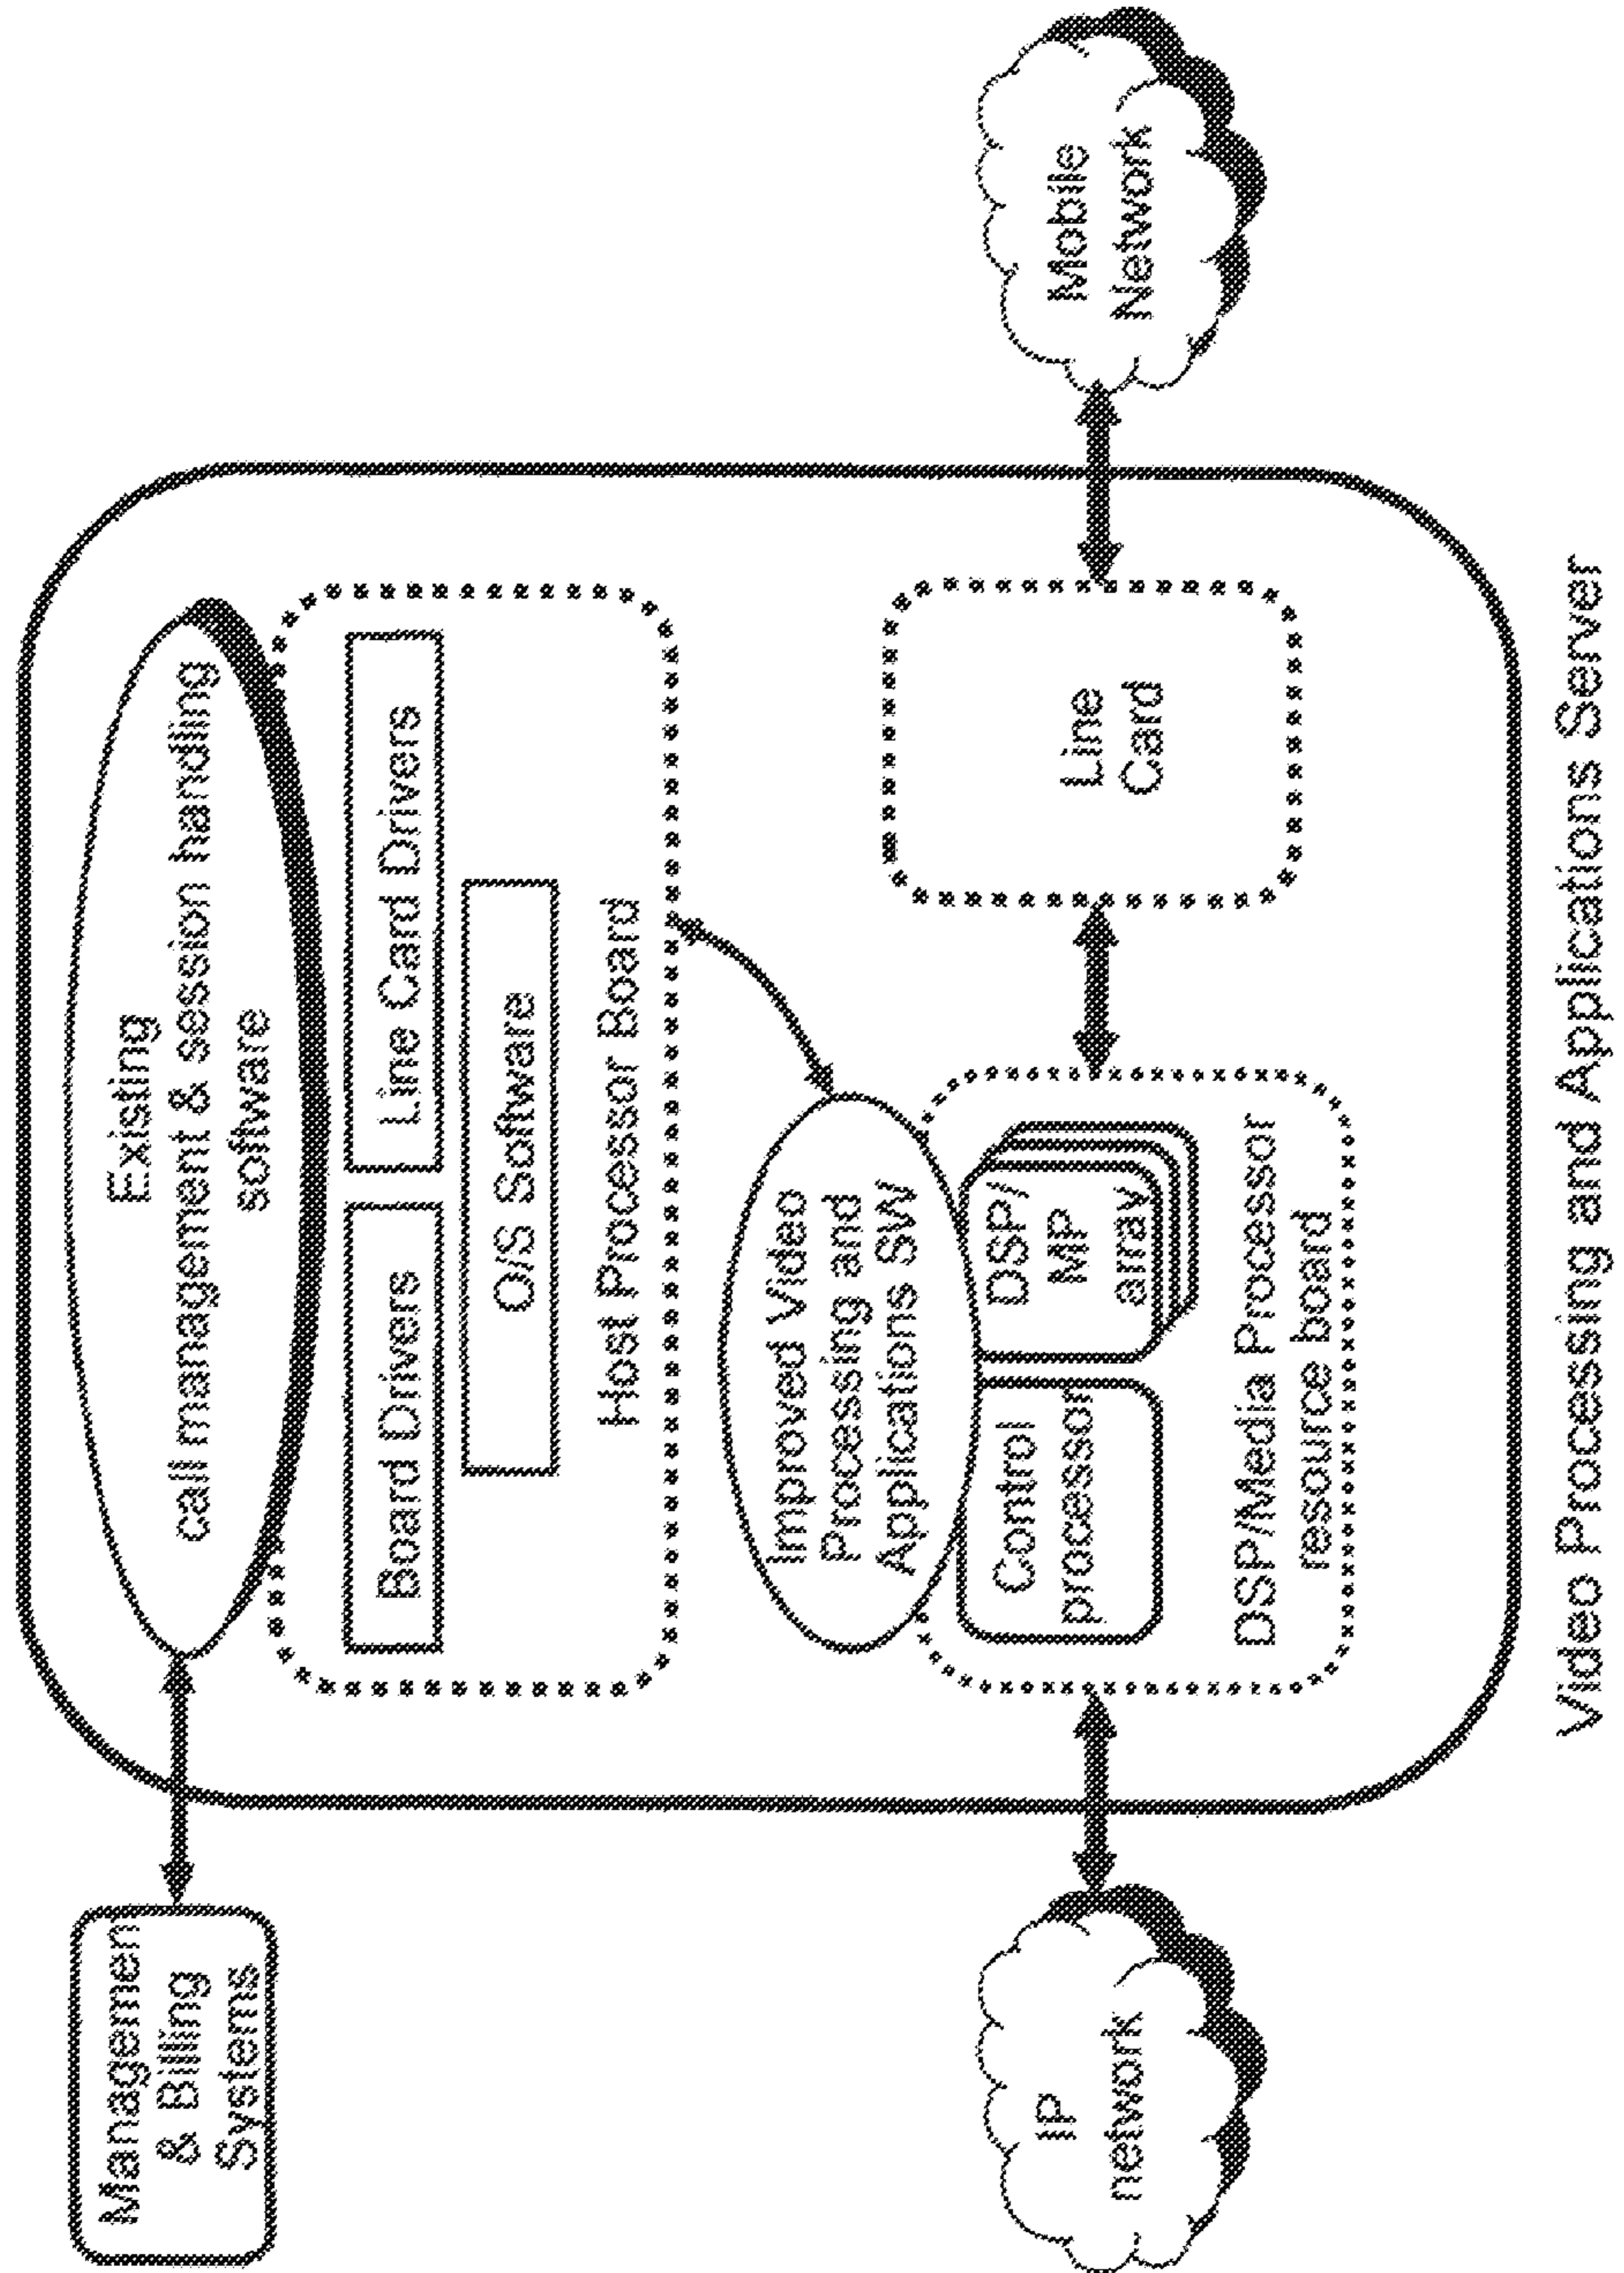 Managemen
& Billing
Systems
Existing
call management & session handling
software
Board Drivers
Line Card Drivers
O/S Software
Host Processor Board
Improved Video
Processing and
Applications SW
Control
processor
DSP/
MP
array
DSP/Media Processor
resource board
Line
Card
IP
network
Mobile
Network
Video Processing and Applications Server